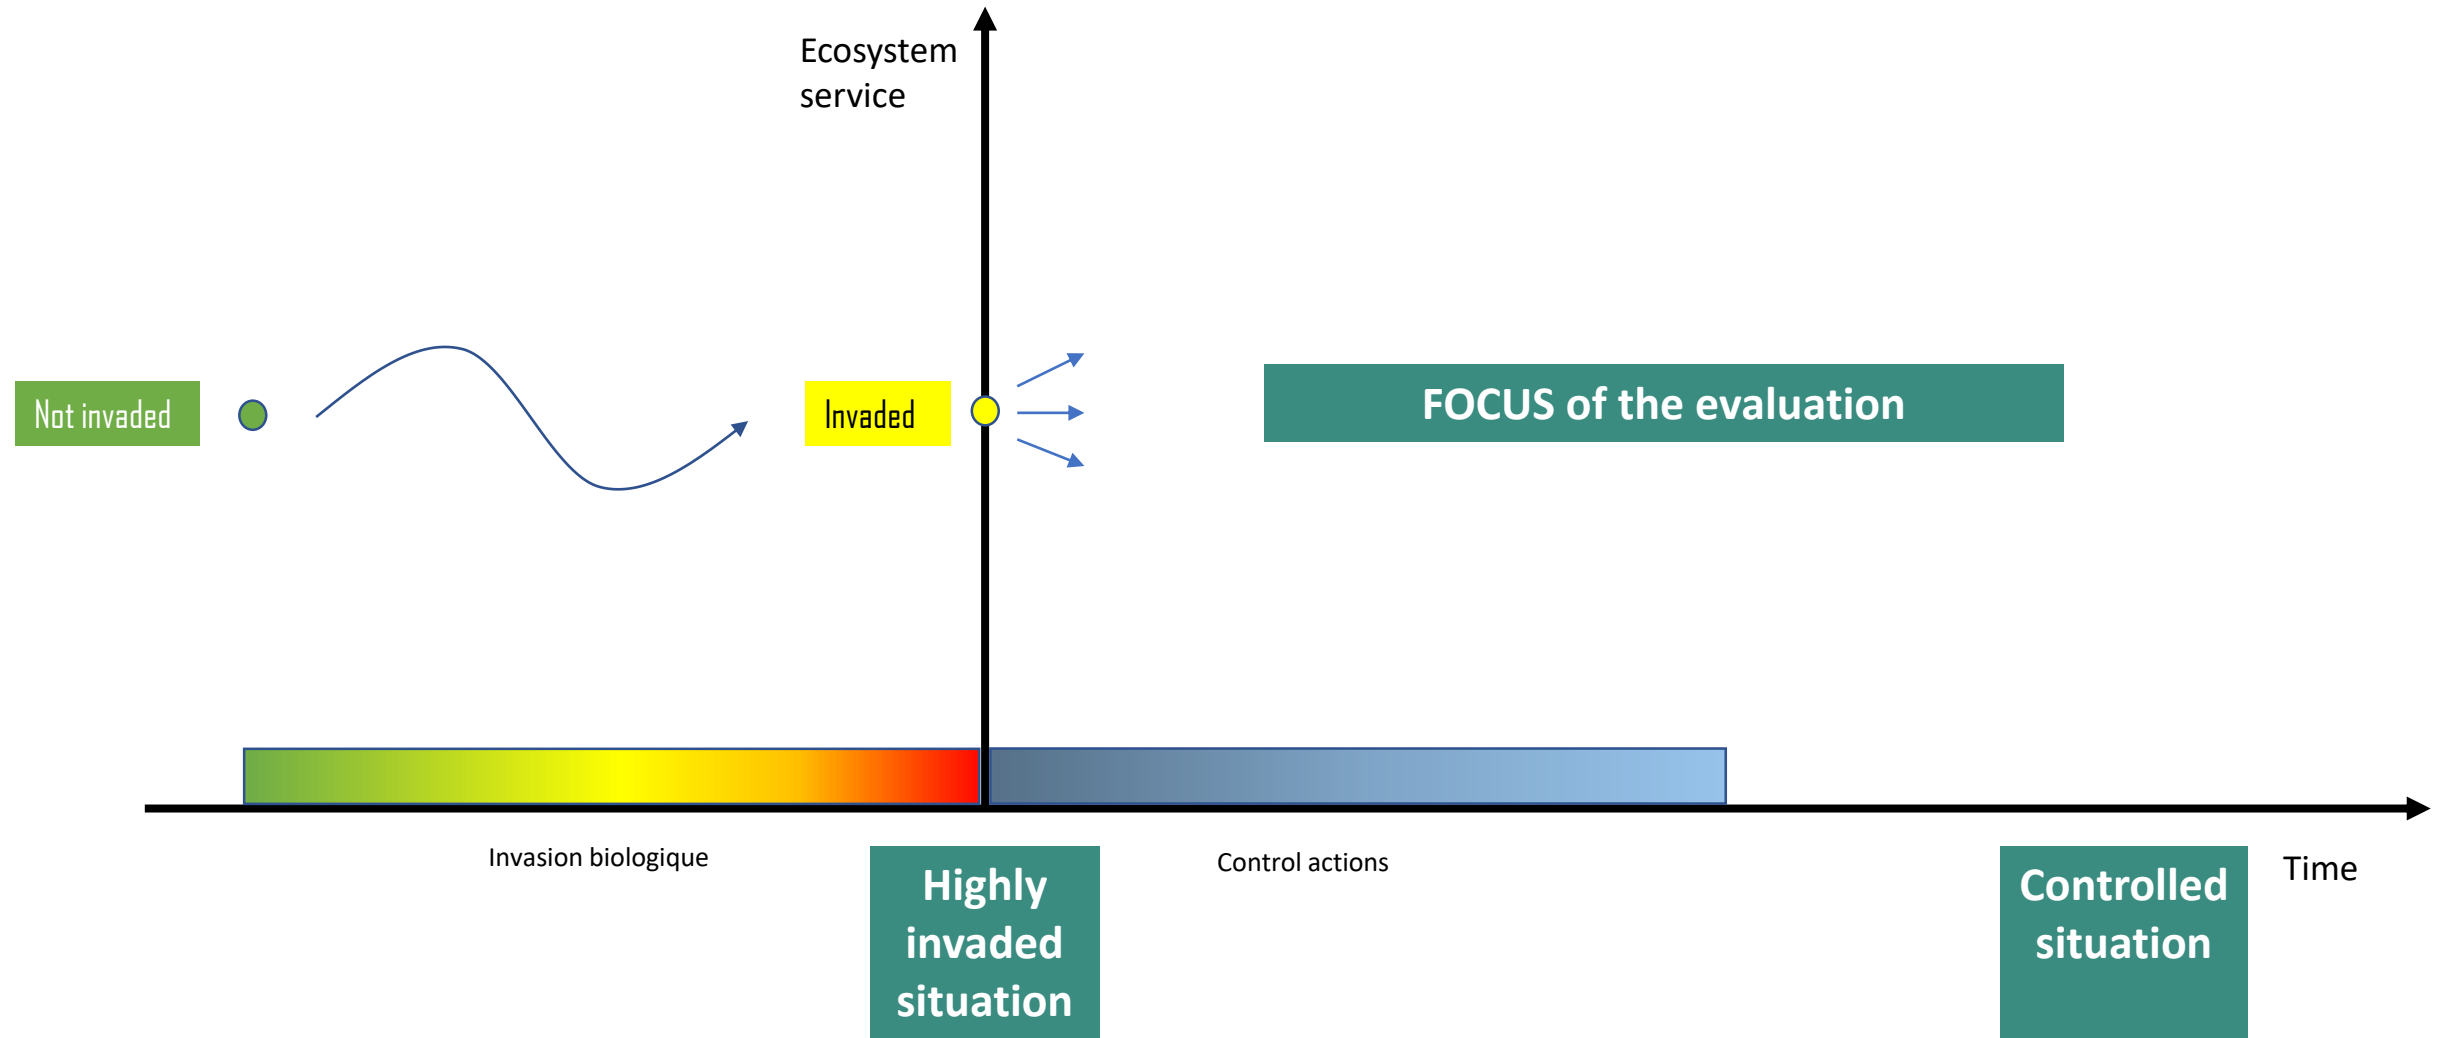 Ecosystem
service
Not invaded
Invaded
FOCUS of the evaluation
Invasion biologique
Control actions
Highly
invaded
situation
Controlled
situation
Time